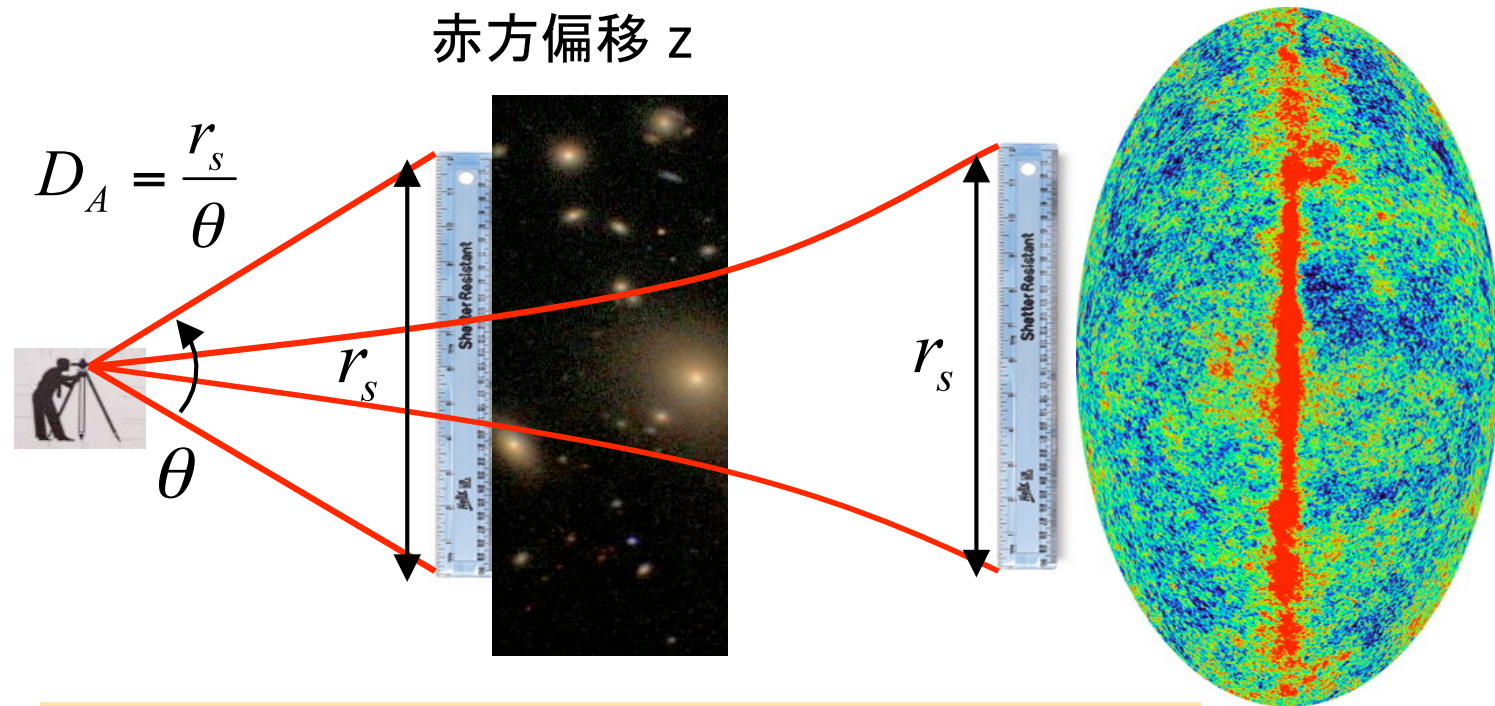 赤方偏移 z
D_A = r_s / θ
θ
r_s
Shatter Resistant
r_s
Shatter Resistant